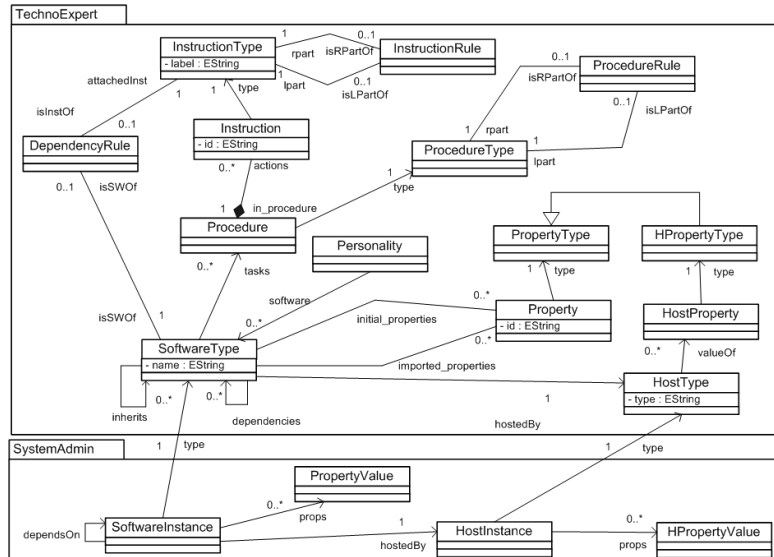 TechnoExpert
InstructionType
- label : EString
1
rpart
0..1
isRPartOf
InstructionRule
1
lpart
0..1
isLPartOf
attachedInst
1
1
type
isInstOf
0..1
DependencyRule
0..1
isSWOf
Instruction
- id : EString
0..*
actions
1
in_procedure
Procedure
0..*
tasks
1
type
ProcedureType
1
rpart
1
lpart
0..1
isRPartOf
ProcedureRule
0..1
isLPartOf
Personality
software
0..*
PropertyType
1
type
HPropertyType
1
type
0..*
Property
- id : EString
0..*
initial_properties
imported_properties
HostProperty
0..*
valueOf
isSWOf
1
SoftwareType
- name : EString
inherits
0..*
0..*
dependencies
1
hostedBy
HostType
- type : EString
SystemAdmin
1
type
1
type
PropertyValue
0..*
props
SoftwareInstance
dependsOn
1
hostedBy
HostInstance
0..*
props
HPropertyValue